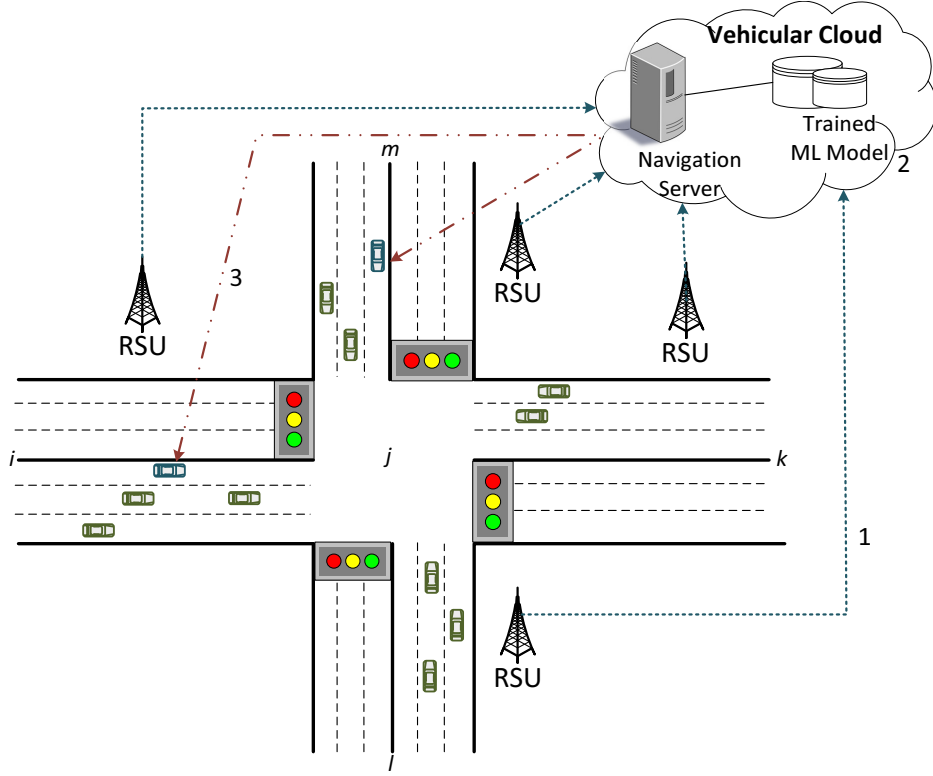 Vehicular Cloud
Trained
ML Model
2
Navigation
Server
m
3
RSU
RSU
RSU
i
j
k
1
RSU
l